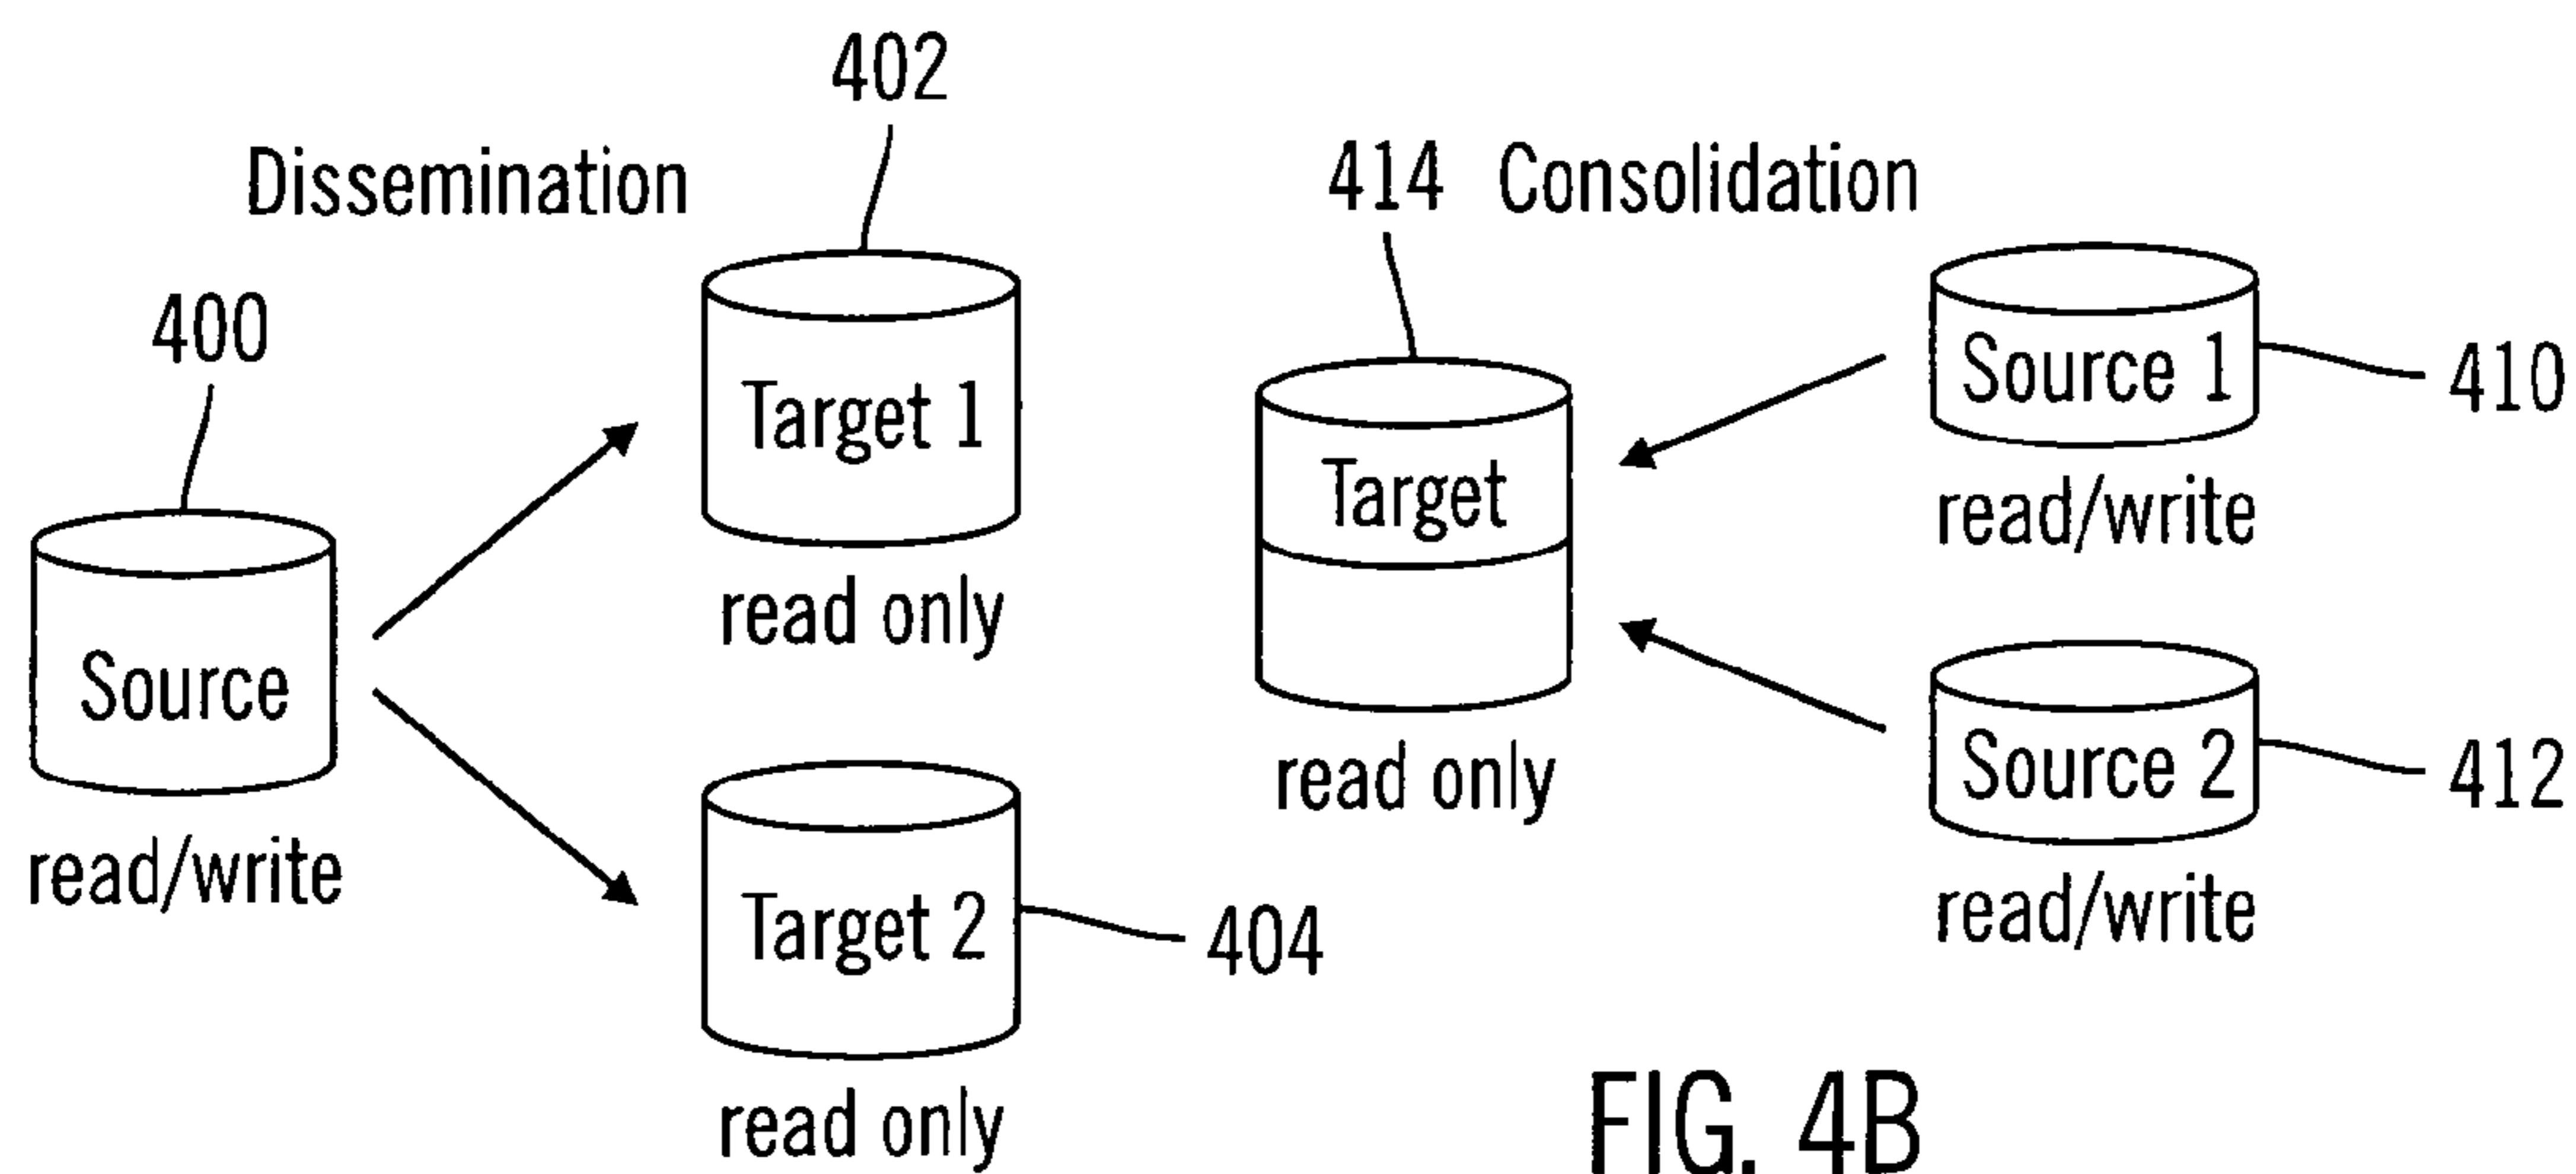 Dissemination
400
Source
read/write
402
Target 1
read only
Target 2
404
read only
Consolidation
414
Target
read only
Source 1
410
read/write
Source 2
412
read/write
FIG. 4B